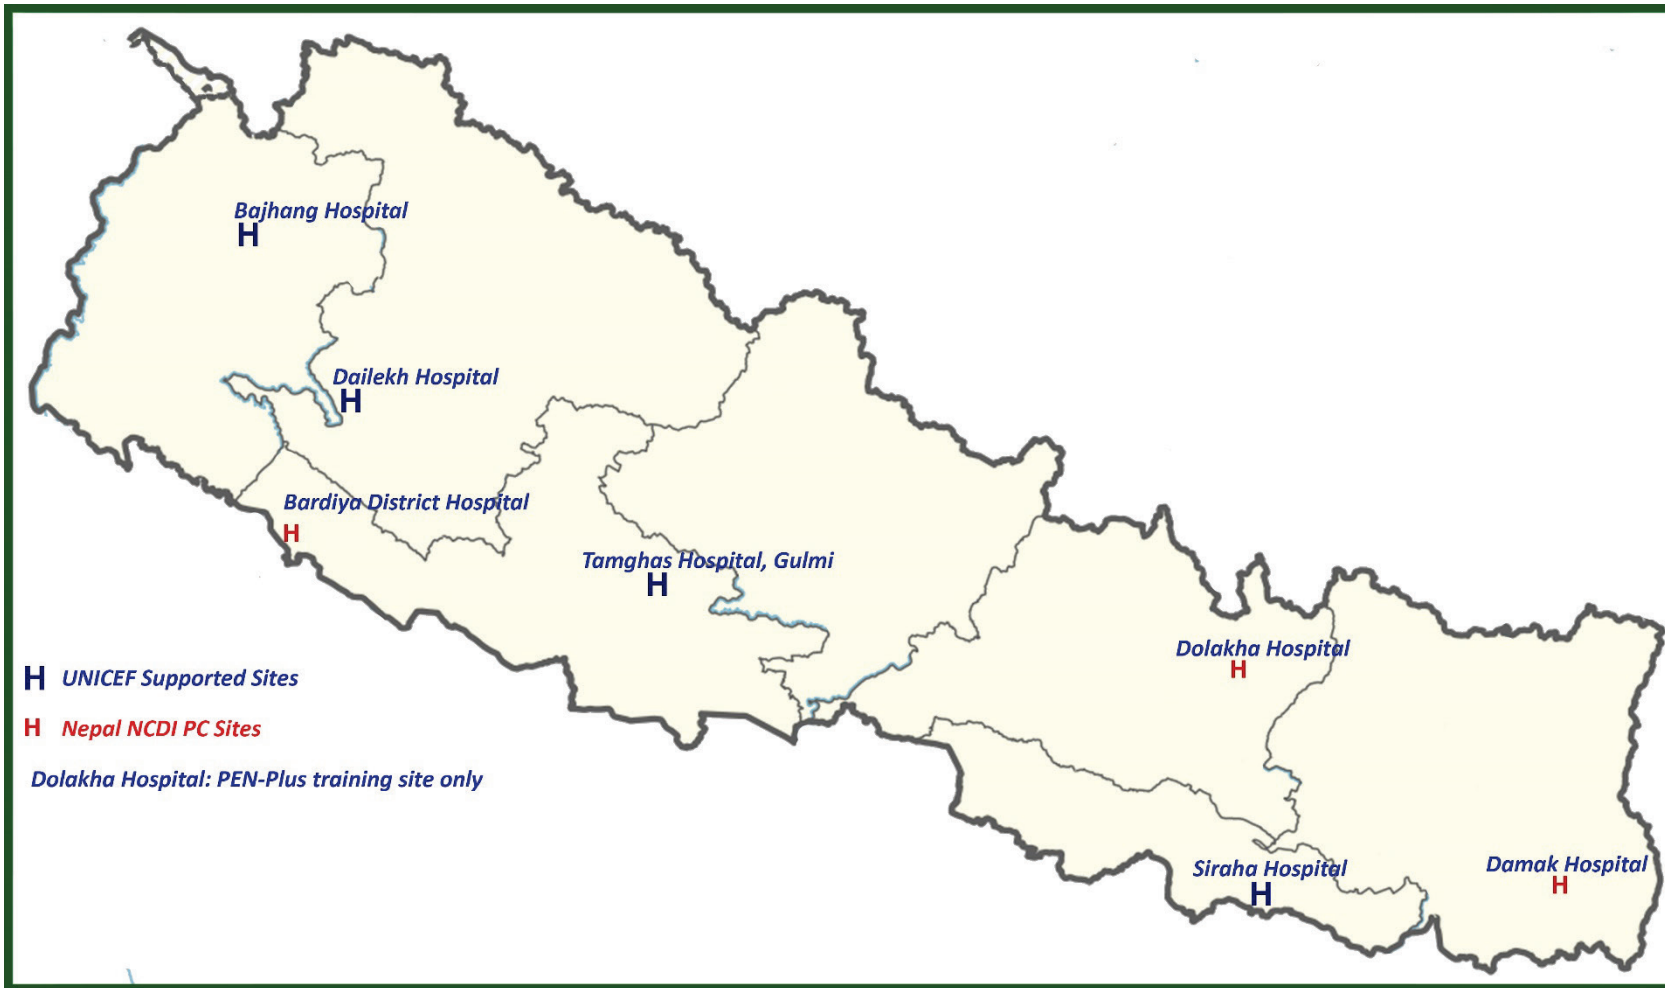 Bajhang Hospital
H
Dailekh Hospital
H
Bardiya District Hospital
H
Tamghas Hospital, Gulmi
H
Dolakha Hospital
H
H UNICEF Supported Sites
H Nepal NCDI PC Sites
Dolakha Hospital: PEN-Plus training site only
Siraha Hospital
H
Damak Hospital
H